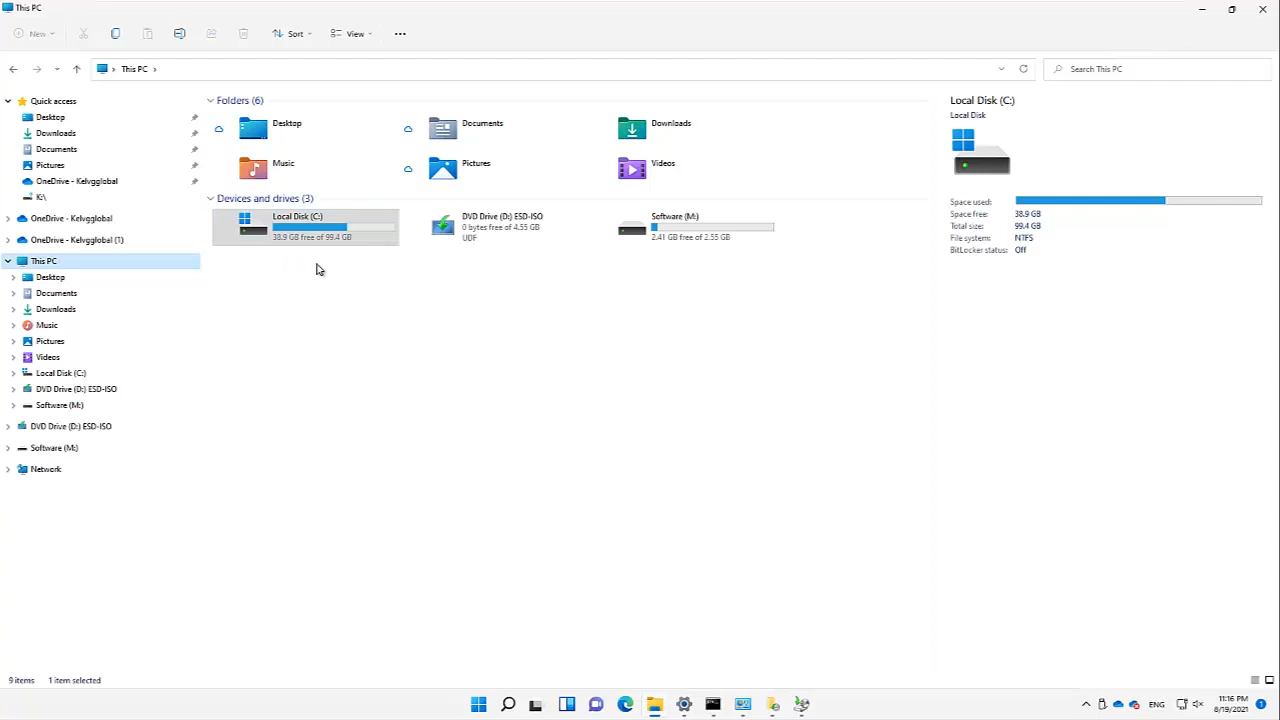 This PC
New
Sort
View
This PC
Search This PC
Quick access
Desktop
Downloads
Documents
Pictures
OneDrive - Kelvgglobal
K:\
OneDrive - Kelvgglobal
OneDrive - Kelvgglobal (1)
This PC
Desktop
Documents
Downloads
Music
Pictures
Videos
Local Disk (C:)
DVD Drive (D:) ESD-ISO
Software (M:)
DVD Drive (D:) ESD-ISO
Software (M:)
Network
Folders (6)
Desktop
Documents
Downloads
Music
Pictures
Videos
Devices and drives (3)
Local Disk (C:)
38.9 GB free of 99.4 GB
DVD Drive (D:) ESD-ISO
0 bytes free of 4.55 GB
UDF
Software (M:)
2.41 GB free of 2.55 GB
Local Disk (C:)
Local Disk
Space used:
Space free: 38.9 GB
Total size: 99.4 GB
File system: NTFS
BitLocker status: Off
9 items 1 item selected
ENG
11:16 PM
8/19/2021
1